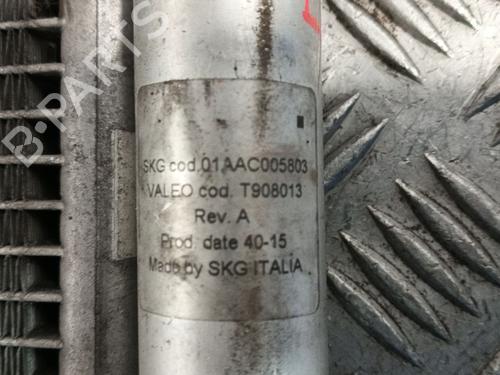 B-PARTS
SKG cod.01AAC005803
VALEO cod. T908013
Rev. A
Prod. date 40-15
Made by SKG ITALIA